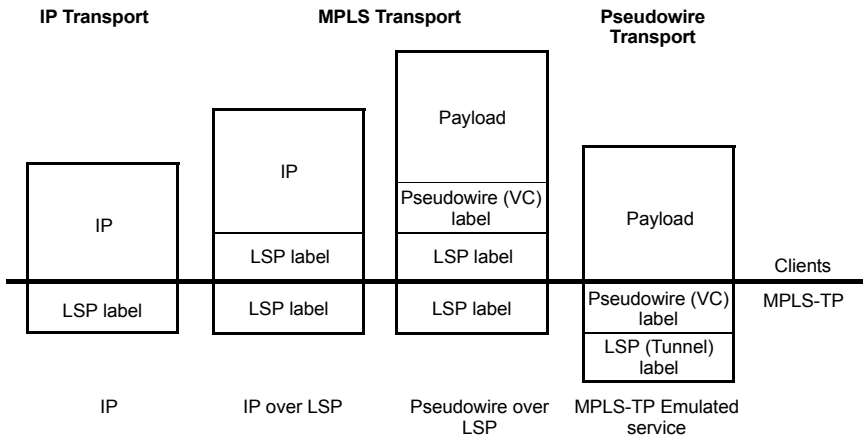 IP Transport
MPLS Transport
Pseudowire
Transport
IP
LSP label
IP
LSP label
LSP label
Payload
Pseudowire (VC)
label
LSP label
LSP label
Payload
Pseudowire (VC)
label
LSP (Tunnel)
label
Clients
MPLS-TP
IP
IP over LSP
Pseudowire over
LSP
MPLS-TP Emulated
service